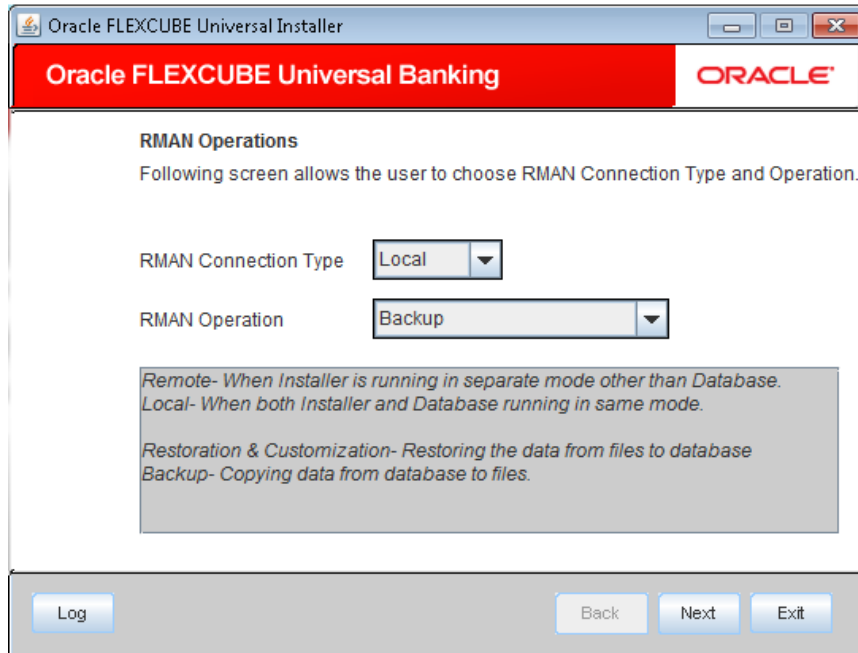 Oracle FLEXCUBE Universal Installer
Oracle FLEXCUBE Universal Banking
ORACLE
RMAN Operations
Following screen allows the user to choose RMAN Connection Type and Operation.
RMAN Connection Type Local
RMAN Operation Backup
Remote- When Installer is running in separate mode other than Database.
Local- When both Installer and Database running in same mode.
Restoration & Customization- Restoring the data from files to database
Backup- Copying data from database to files.
Log Back Next Exit